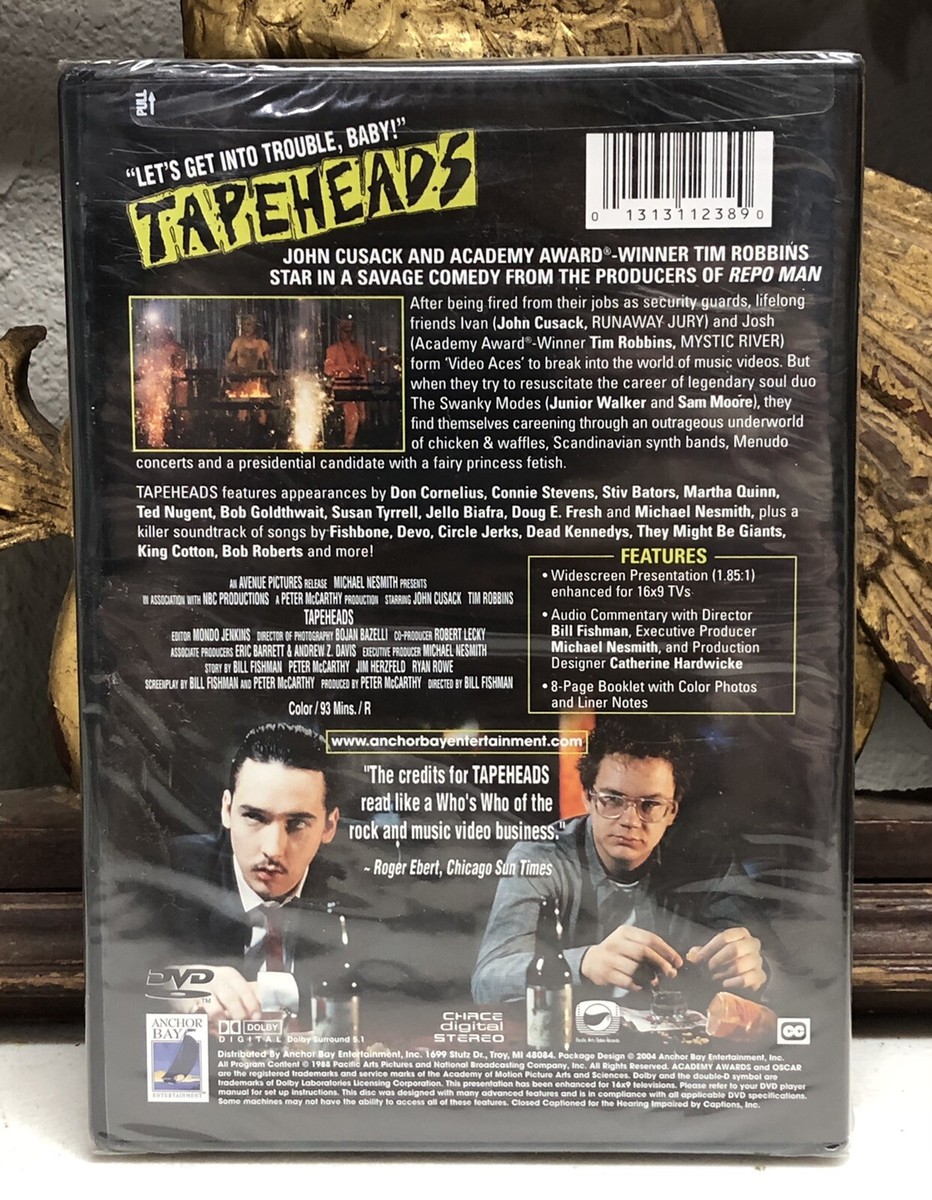 PULL
"LET'S GET INTO TROUBLE, BABY!"
TAPEHEADS
0 13131 12389 0
JOHN CUSACK AND ACADEMY AWARD®-WINNER TIM ROBBINS
STAR IN A SAVAGE COMEDY FROM THE PRODUCERS OF REPO MAN
After being fired from their jobs as security guards, lifelong
friends Ivan (John Cusack, RUNAWAY JURY) and Josh
(Academy Award®-Winner Tim Robbins, MYSTIC RIVER)
form 'Video Aces' to break into the world of music videos. But
when they try to resuscitate the career of legendary soul duo
The Swanky Modes (Junior Walker and Sam Moore), they
find themselves careening through an outrageous underworld
of chicken & waffles, Scandinavian synth bands, Menudo
concerts and a presidential candidate with a fairy princess fetish.
TAPEHEADS features appearances by Don Cornelius, Connie Stevens, Stiv Bators, Martha Quinn,
Ted Nugent, Bob Goldthwait, Susan Tyrrell, Jello Biafra, Doug E. Fresh and Michael Nesmith, plus a
killer soundtrack of songs by Fishbone, Devo, Circle Jerks, Dead Kennedys, They Might Be Giants,
King Cotton, Bob Roberts and more!
AN AVENUE PICTURES RELEASE MICHAEL NESMITH PRESENTS
IN ASSOCIATION WITH NBC PRODUCTIONS A PETER McCARTHY PRODUCTION STARRING JOHN CUSACK TIM ROBBINS
TAPEHEADS
EDITOR MONDO JENKINS DIRECTOR OF PHOTOGRAPHY BOJAN BAZELLI CO-PRODUCER ROBERT LECKY
ASSOCIATE PRODUCERS ERIC BARRETT & ANDREW Z. DAVIS EXECUTIVE PRODUCER MICHAEL NESMITH
STORY BY BILL FISHMAN PETER McCARTHY JIM HERZFELD RYAN ROWE
SCREENPLAY BY BILL FISHMAN AND PETER McCARTHY PRODUCED BY PETER McCARTHY DIRECTED BY BILL FISHMAN
Color / 93 Mins. / R
FEATURES
• Widescreen Presentation (1.85:1)
enhanced for 16x9 TVs
• Audio Commentary with Director
Bill Fishman, Executive Producer
Michael Nesmith, and Production
Designer Catherine Hardwicke
• 8-Page Booklet with Color Photos
and Liner Notes
www.anchorbayentertainment.com
"The credits for TAPEHEADS
read like a Who's Who of the
rock and music video business."
~ Roger Ebert, Chicago Sun Times
DVD
TM
ANCHOR
BAY
ENTERTAINMENT
DOLBY
DIGITAL Dolby Surround 5.1
CHACE
digital
STEREO
Pacific Arts Video Records
CC
Distributed By Anchor Bay Entertainment, Inc. 1699 Stutz Dr., Troy, MI 48084. Package Design © 2004 Anchor Bay Entertainment, Inc.
All Program Content © 1988 Pacific Arts Pictures and National Broadcasting Company, Inc. All Rights Reserved. ACADEMY AWARDS and OSCAR
are the registered trademarks and service marks of the Academy of Motion Picture Arts and Sciences. Dolby and the double-D symbol are
trademarks of Dolby Laboratories Licensing Corporation. This presentation has been enhanced for 16x9 televisions. Please refer to your DVD player
manual for set up instructions. This disc was designed with many advanced features and is in compliance with all applicable DVD specifications.
Some machines may not have the ability to access all of these features. Closed Captioned for the Hearing Impaired by Captions, Inc.